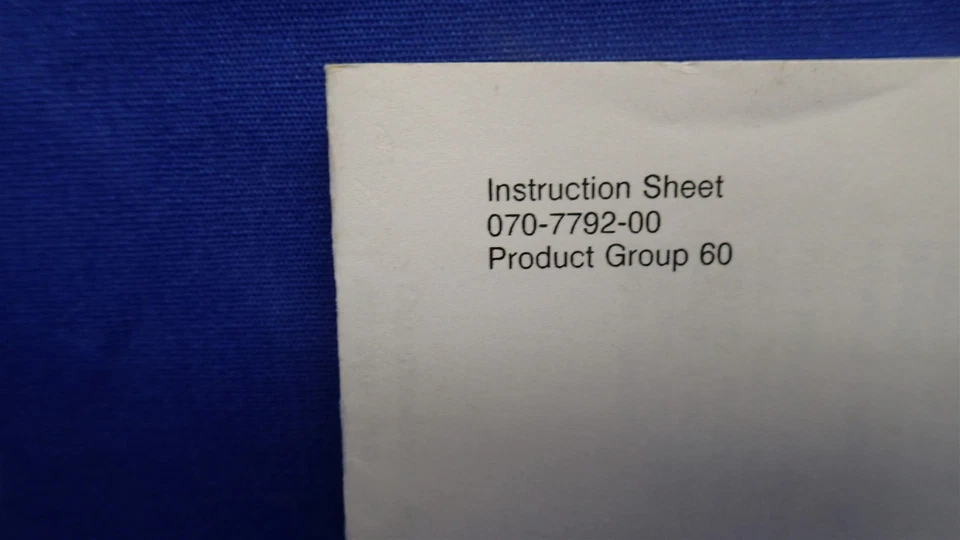 Instruction Sheet
070-7792-00
Product Group 60